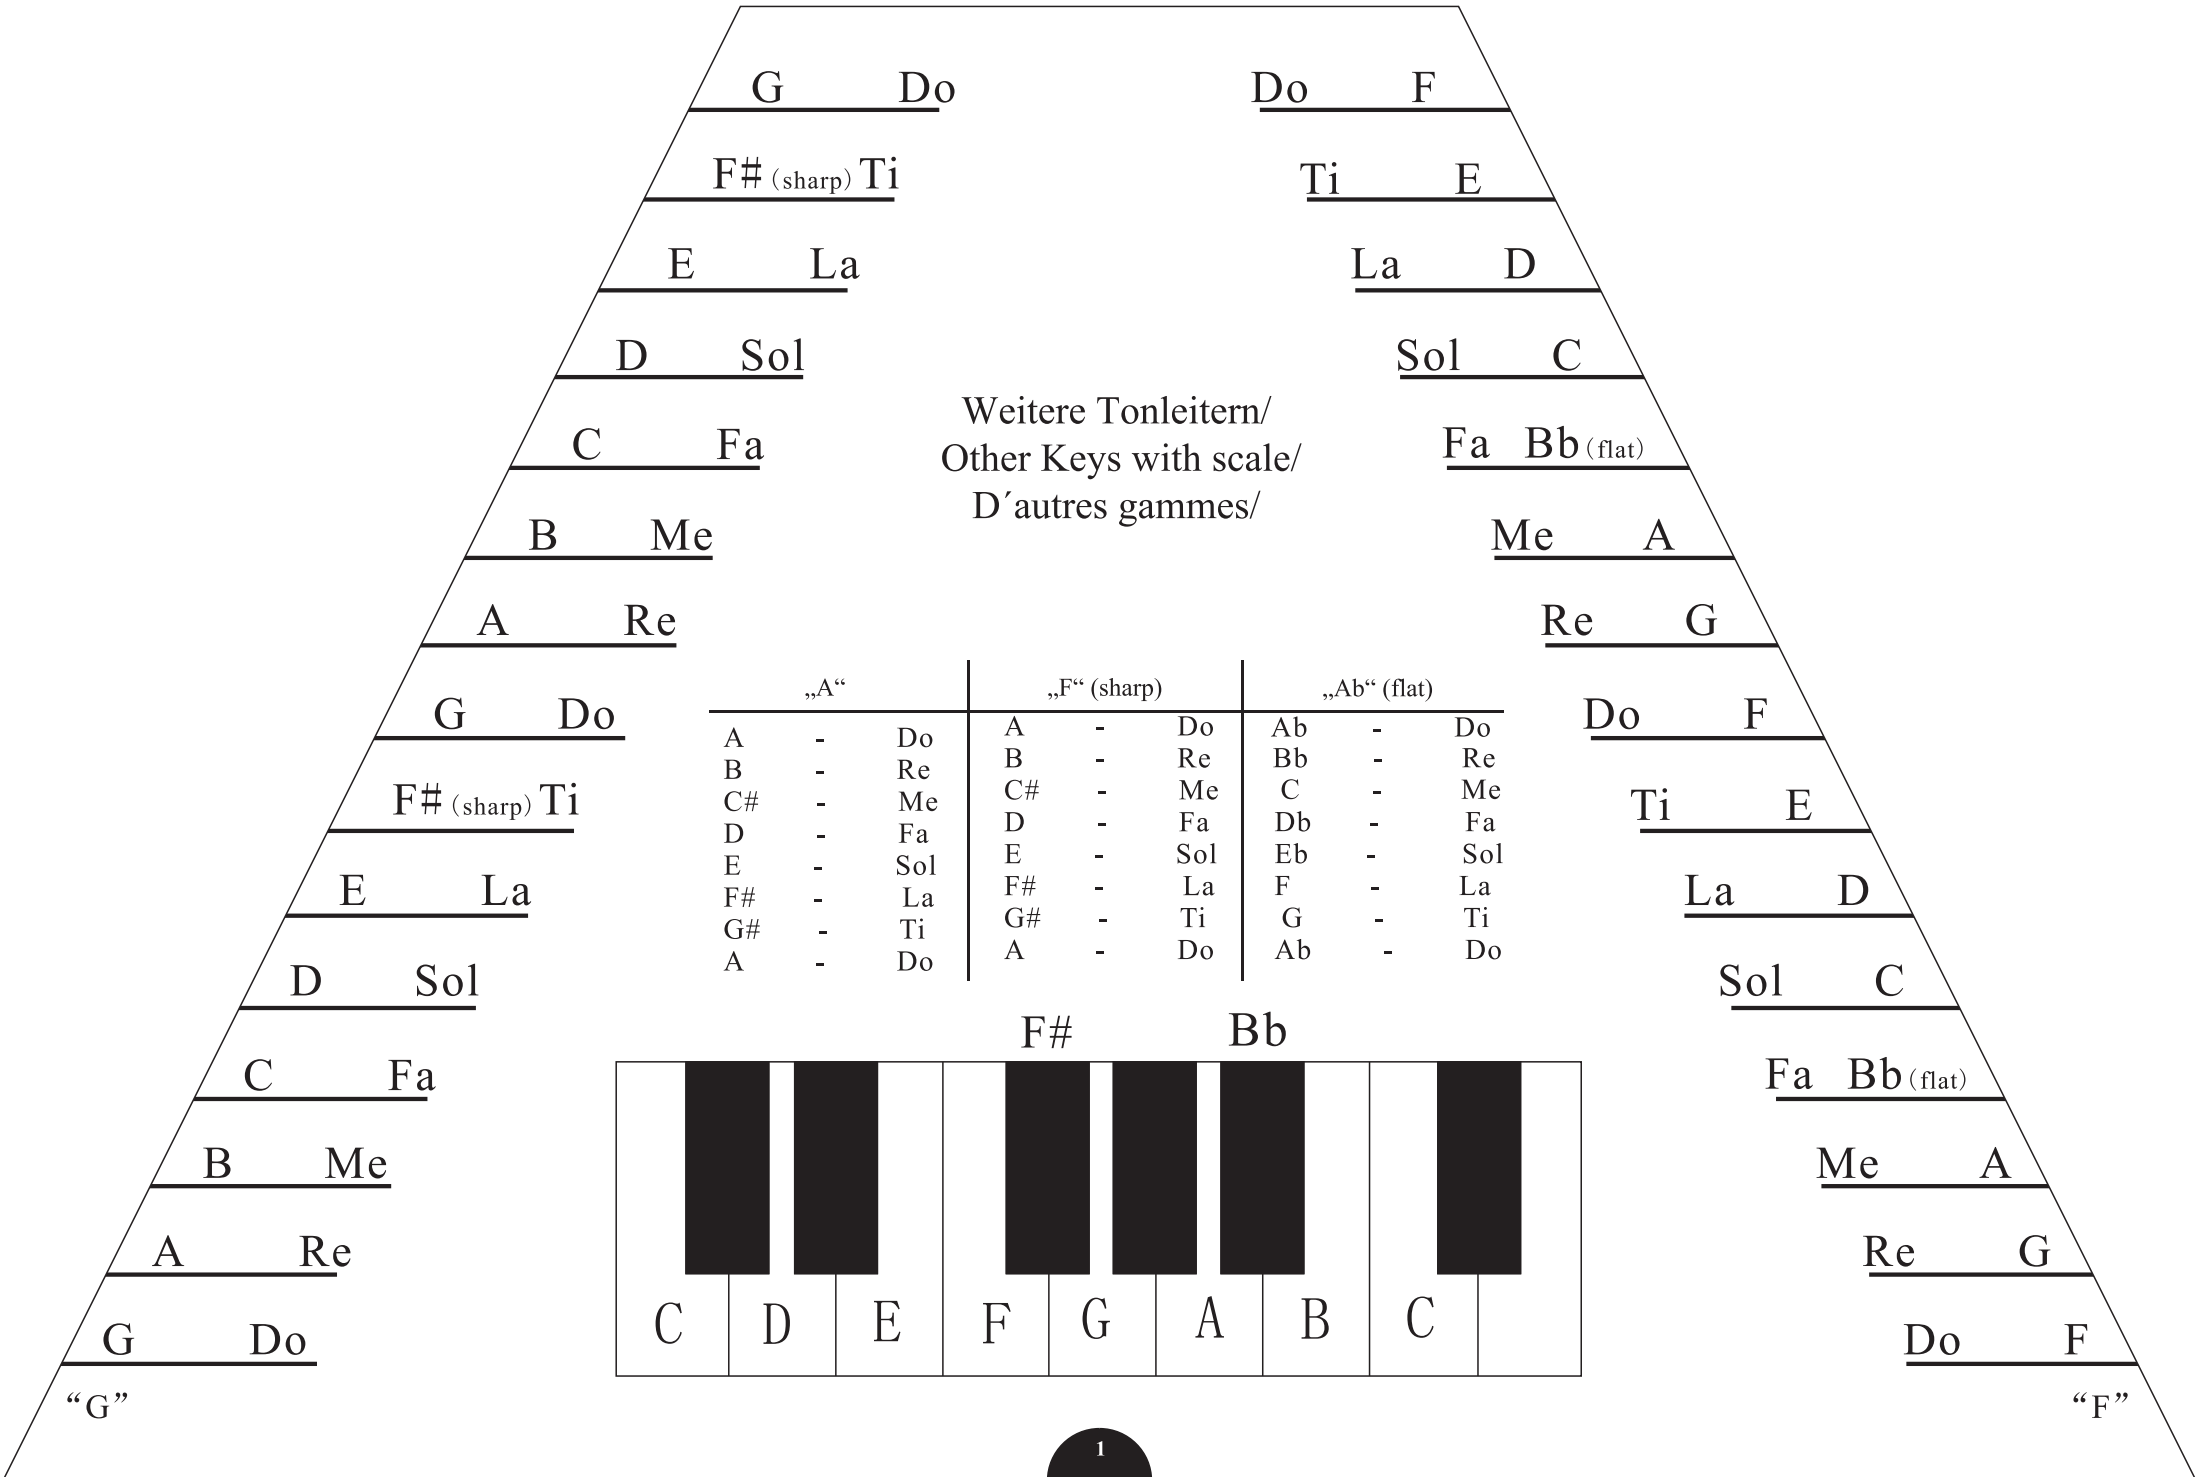 G Do
F# (sharp) Ti
E La
D Sol
C Fa
B Me
A Re
G Do
F# (sharp) Ti
E La
D Sol
C Fa
B Me
A Re
G Do
“G”
Weitere Tonleitern/
Other Keys with scale/
D´autres gammes/
„A“
A - Do
B - Re
C# - Me
D - Fa
E - Sol
F# - La
G# - Ti
A - Do
„F“ (sharp)
A - Do
B - Re
C# - Me
D - Fa
E - Sol
F# - La
G# - Ti
A - Do
„Ab“ (flat)
Ab - Do
Bb - Re
C - Me
Db - Fa
Eb - Sol
F - La
G - Ti
Ab - Do
F# Bb
C D E F G A B C
1
Do F
Ti E
La D
Sol C
Fa Bb (flat)
Me A
Re G
Do F
Ti E
La D
Sol C
Fa Bb (flat)
Me A
Re G
Do F
“F”